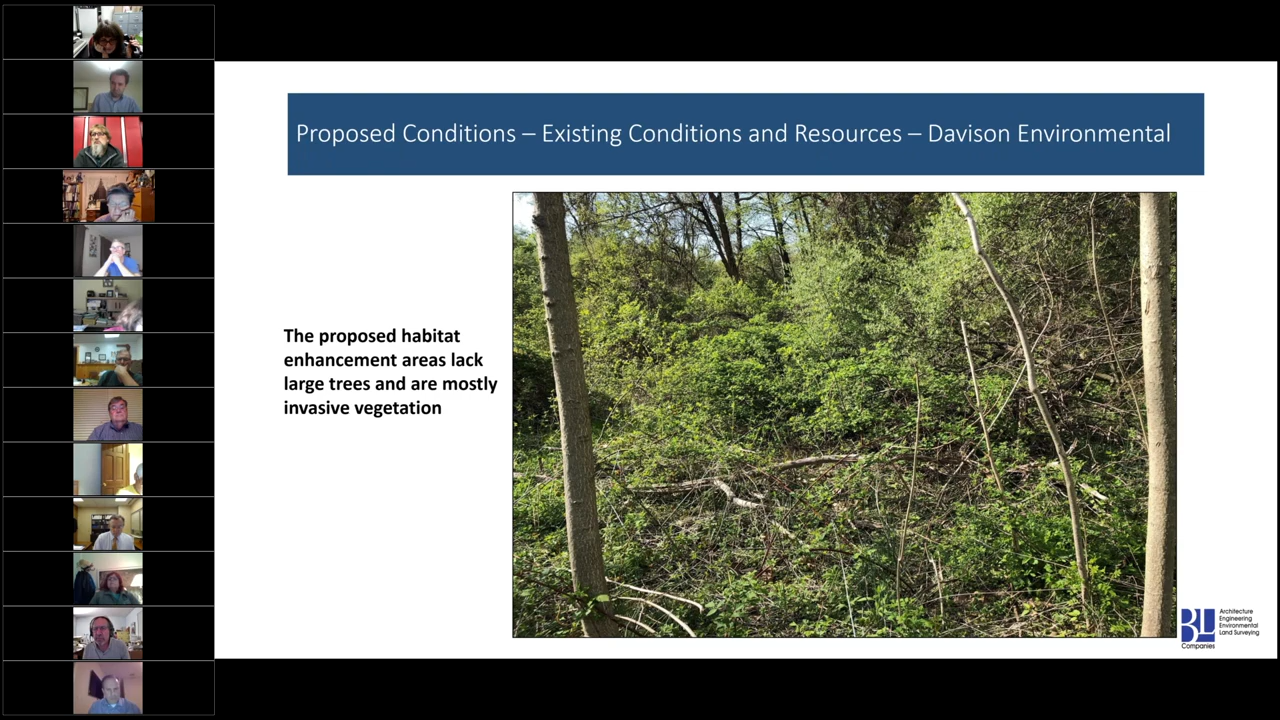 Proposed Conditions – Existing Conditions and Resources – Davison Environmental
The proposed habitat
enhancement areas lack
large trees and are mostly
invasive vegetation
BL
Companies
Architecture
Engineering
Environmental
Land Surveying